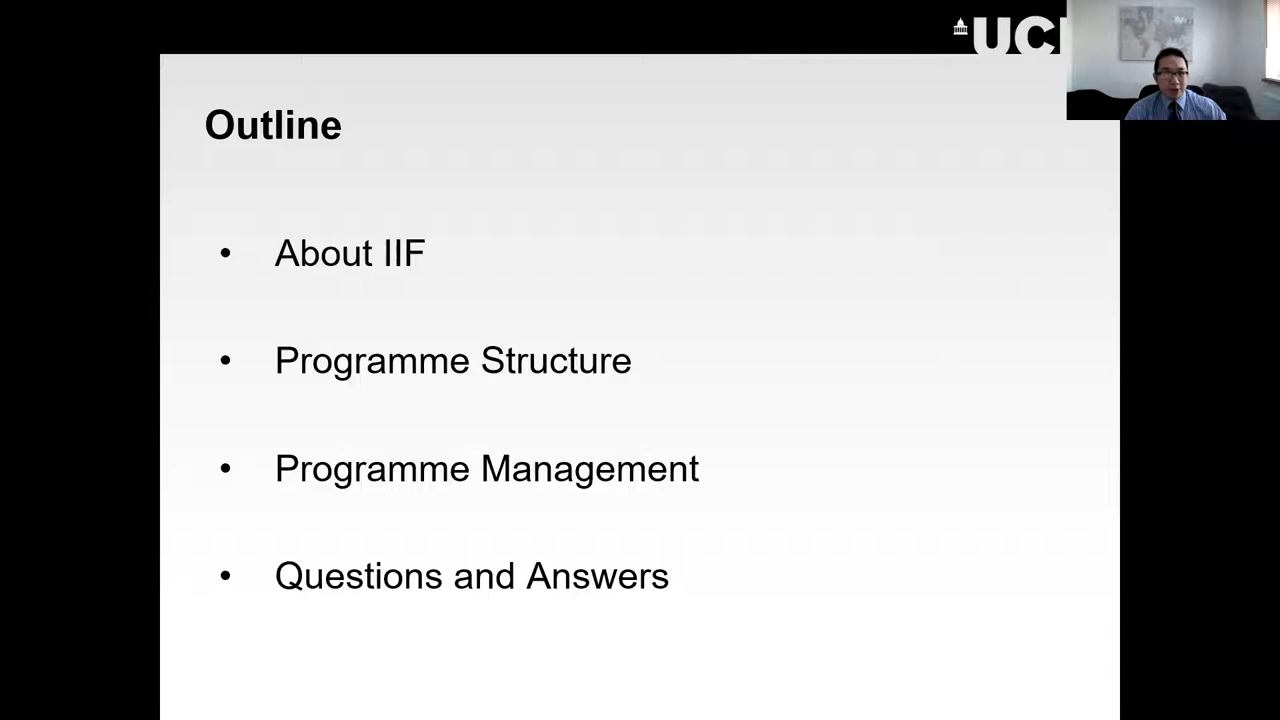 UCL
Outline
• About IIF
• Programme Structure
• Programme Management
• Questions and Answers